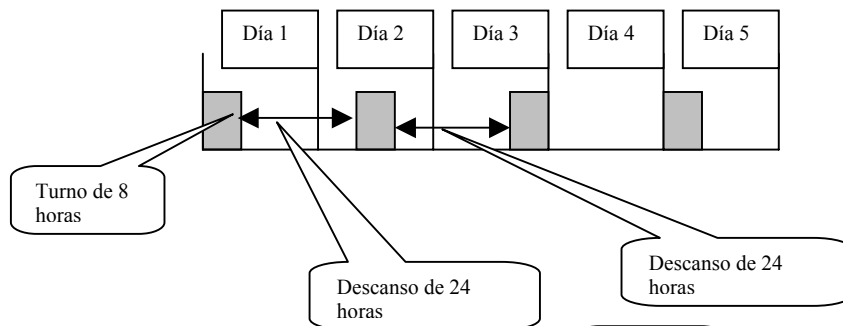 Día 1
Día 2
Día 3
Día 4
Día 5
Turno de 8
horas
Descanso de 24
horas
Descanso de 24
horas